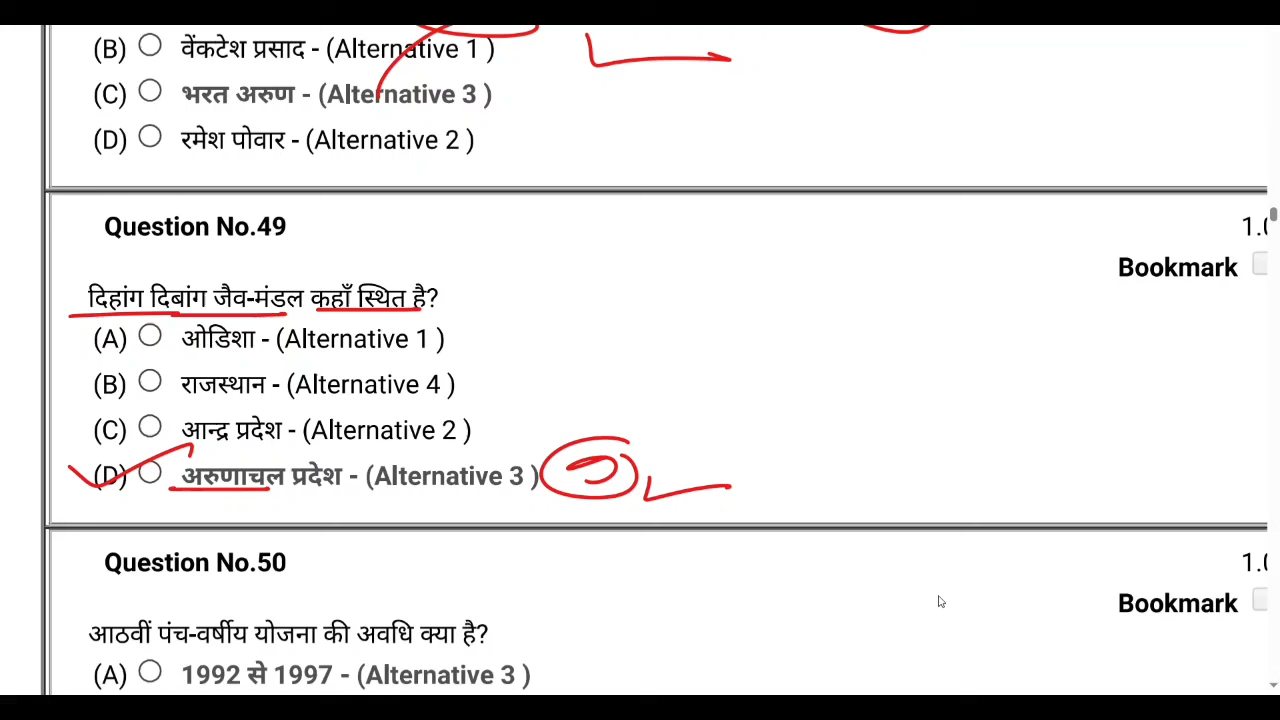 (B) वेंकटेश प्रसाद - (Alternative 1 )
(C) भरत अरुण - (Alternative 3 )
(D) रमेश पोवार - (Alternative 2 )
Question No.49
1.0
Bookmark
दिहांग दिबांग जैव-मंडल कहाँ स्थित है?
(A) ओडिशा - (Alternative 1 )
(B) राजस्थान - (Alternative 4 )
(C) आन्द्र प्रदेश - (Alternative 2 )
(D) अरुणाचल प्रदेश - (Alternative 3 )
Question No.50
1.0
Bookmark
आठवीं पंच-वर्षीय योजना की अवधि क्या है?
(A) 1992 से 1997 - (Alternative 3 )